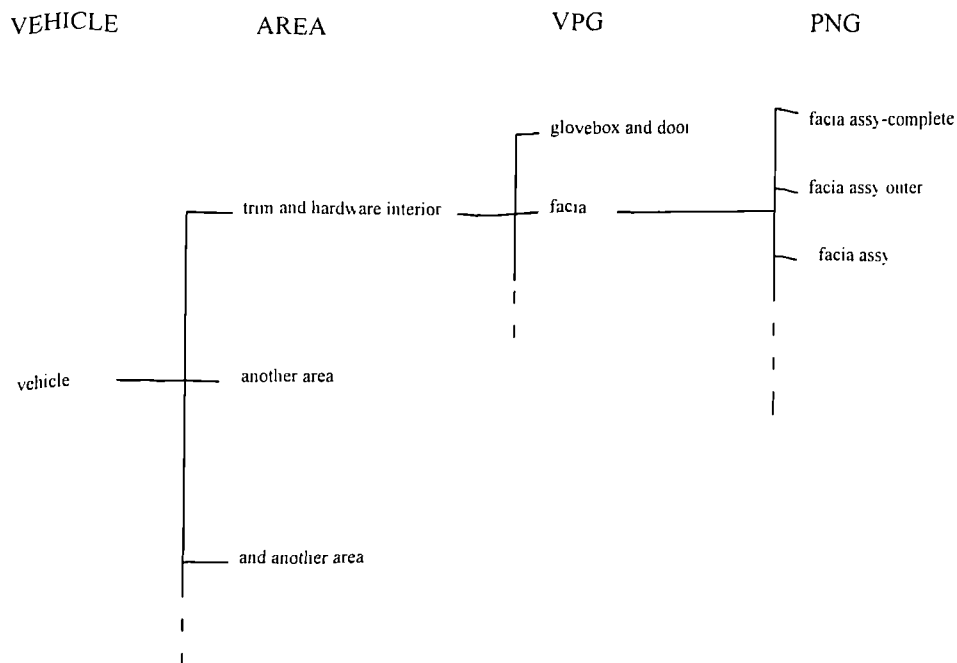 VEHICLE AREA VPG PNG
facia assy-complete
glovebox and door
facia assy outer
trim and hardware interior facia
facia assy
vehicle another area
and another area